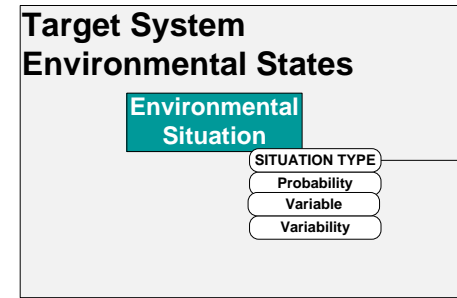 Target System
Environmental States
Environmental
Situation
SITUATION TYPE
Probability
Variable
Variability